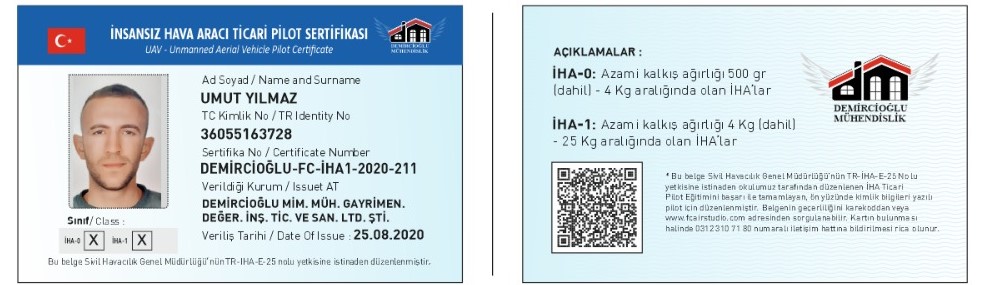 İNSANSIZ HAVA ARACI TİCARİ PİLOT SERTİFİKASI
UAV - Unmanned Aerial Vehicle Pilot Certificate
DEMİRCİOĞLU
MÜHENDİSLİK
Ad Soyad / Name and Surname
UMUT YILMAZ
TC Kimlik No / TR Identity No
36055163728
Sertifika No / Certificate Number
DEMİRCİOĞLU-FC-İHA1-2020-211
Verildiği Kurum / Issuet AT
DEMİRCİOĞLU MİM. MÜH. GAYRİMEN.
DEĞER. İNŞ. TİC. VE SAN. LTD. ŞTİ.
Veriliş Tarihi / Date Of Issue : 25.08.2020
Sınıf/ Class :
İHA-0 X İHA-1 X
Bu belge Sivil Havacılık Genel Müdürlüğü'nün TR-İHA-E-25 nolu yetkisine istinaden düzenlenmiştir.
AÇIKLAMALAR :
İHA-0: Azami kalkış ağırlığı 500 gr
(dahil) - 4 Kg aralığında olan İHA'lar
İHA-1: Azami kalkış ağırlığı 4 Kg (dahil)
- 25 Kg aralığında olan İHA'lar
dm
DEMİRCİOĞLU
MÜHENDİSLİK
* Bu belge Sivil Havacılık Genel Müdürlüğü'nün TR-İHA-E-25 Nolu
yetkisine istinaden okulumuz tarafından düzenlenen İHA Ticari
Pilot Eğitimini başarı ile tamamlayan, ön yüzünde kimlik bilgileri yazılı
pilot için düzenlenmiştir. Belgenin geçerliliğini karekoddan veya
www.fcairstudio.com adresinden sorgulanabilir. Kartın bulunması
halinde 0312 310 71 80 numaralı iletişim hattına bildirilmesi rica olunur.